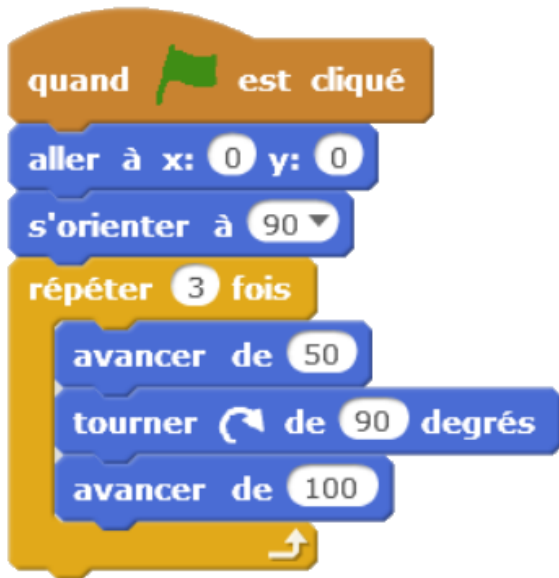 quand est cliqué
aller à x: 0 y: 0
s'orienter à 90
répéter 3 fois
avancer de 50
tourner de 90 degrés
avancer de 100